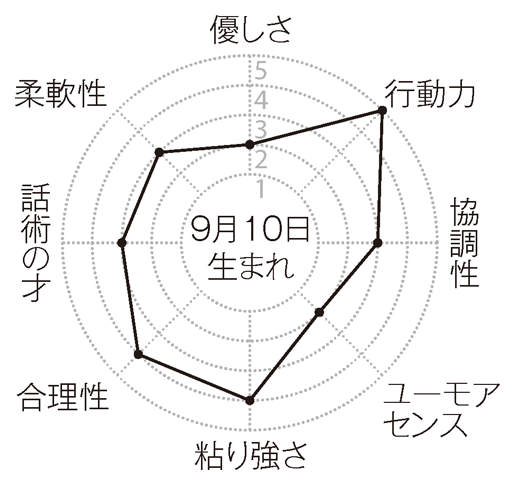 優しさ
行動力
協調性
ユーモア
センス
粘り強さ
合理性
話術の才
柔軟性
5
4
3
2
1
9月10日
生まれ